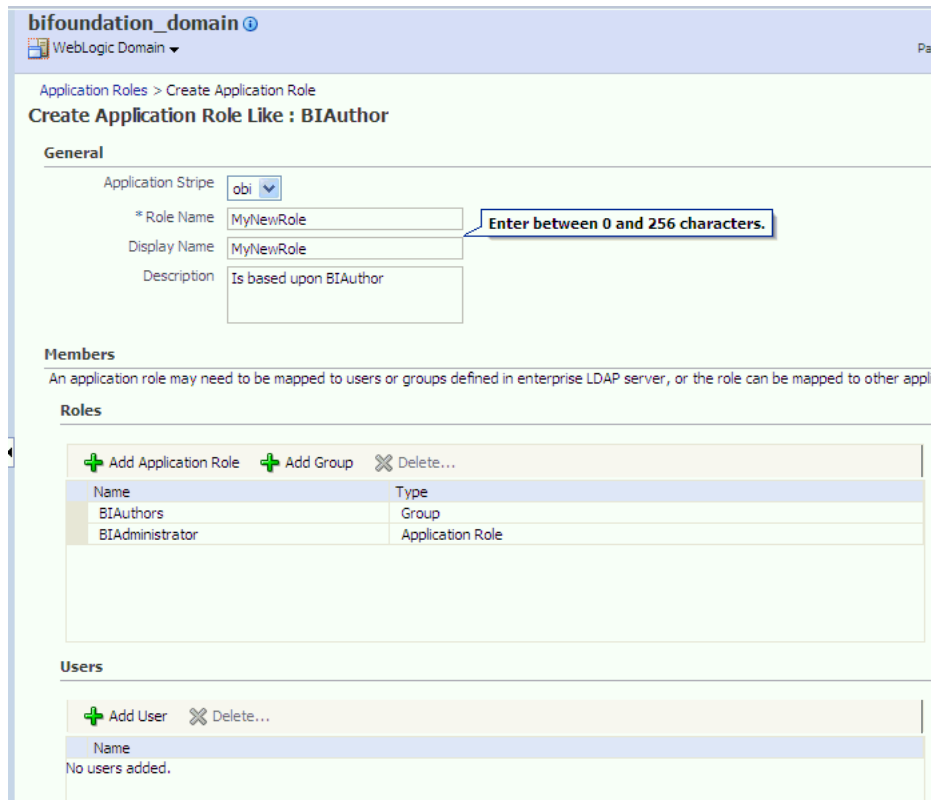 bifoundation_domain
WebLogic Domain
Pa
Application Roles > Create Application Role
Create Application Role Like : BIAuthor
General
Application Stripe obi
* Role Name MyNewRole
Enter between 0 and 256 characters.
Display Name MyNewRole
Description Is based upon BIAuthor
Members
An application role may need to be mapped to users or groups defined in enterprise LDAP server, or the role can be mapped to other appli
Roles
Add Application Role Add Group Delete...
Name Type
BIAuthors Group
BIAdministrator Application Role
Users
Add User Delete...
Name
No users added.